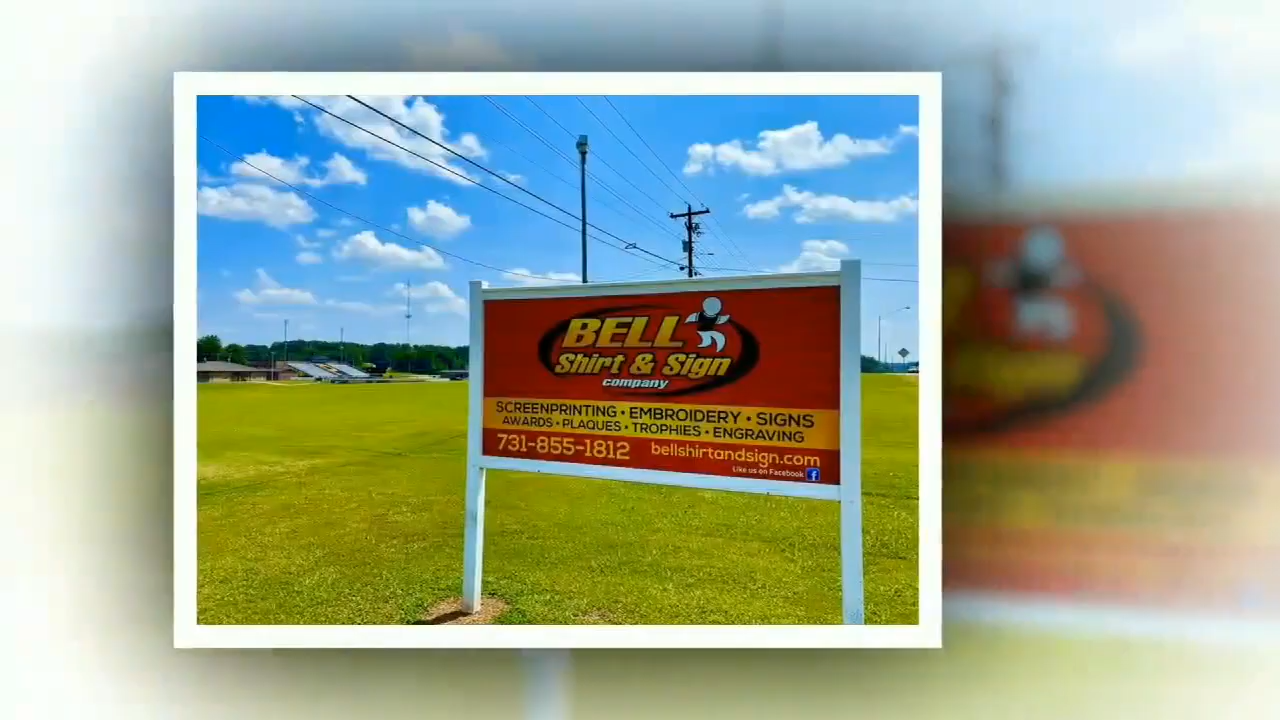 BELL
Shirt & Sign
company
SCREENPRINTING • EMBROIDERY • SIGNS
AWARDS • PLAQUES • TROPHIES • ENGRAVING
731-855-1812 bellshirtandsign.com
Like us on Facebook f